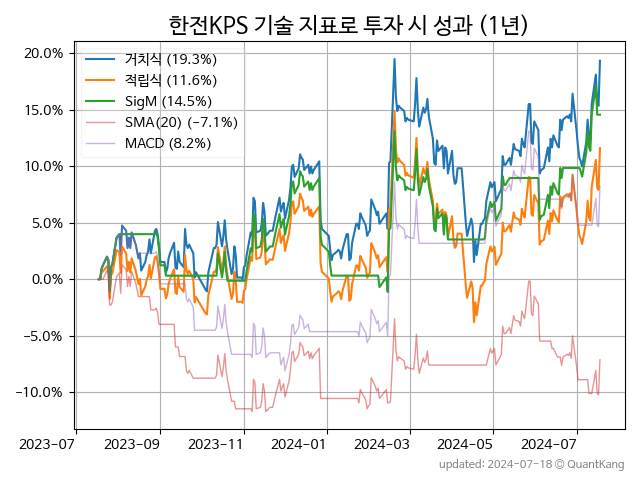 한전KPS 기술 지표로 투자 시 성과 (1년)
20.0%
15.0%
10.0%
5.0%
0.0%
−5.0%
−10.0%
거치식 (19.3%)
적립식 (11.6%)
SigM (14.5%)
SMA(20) (−7.1%)
MACD (8.2%)
2023-07 2023-09 2023-11 2024-01 2024-03 2024-05 2024-07
updated: 2024-07-18 © QuantKang